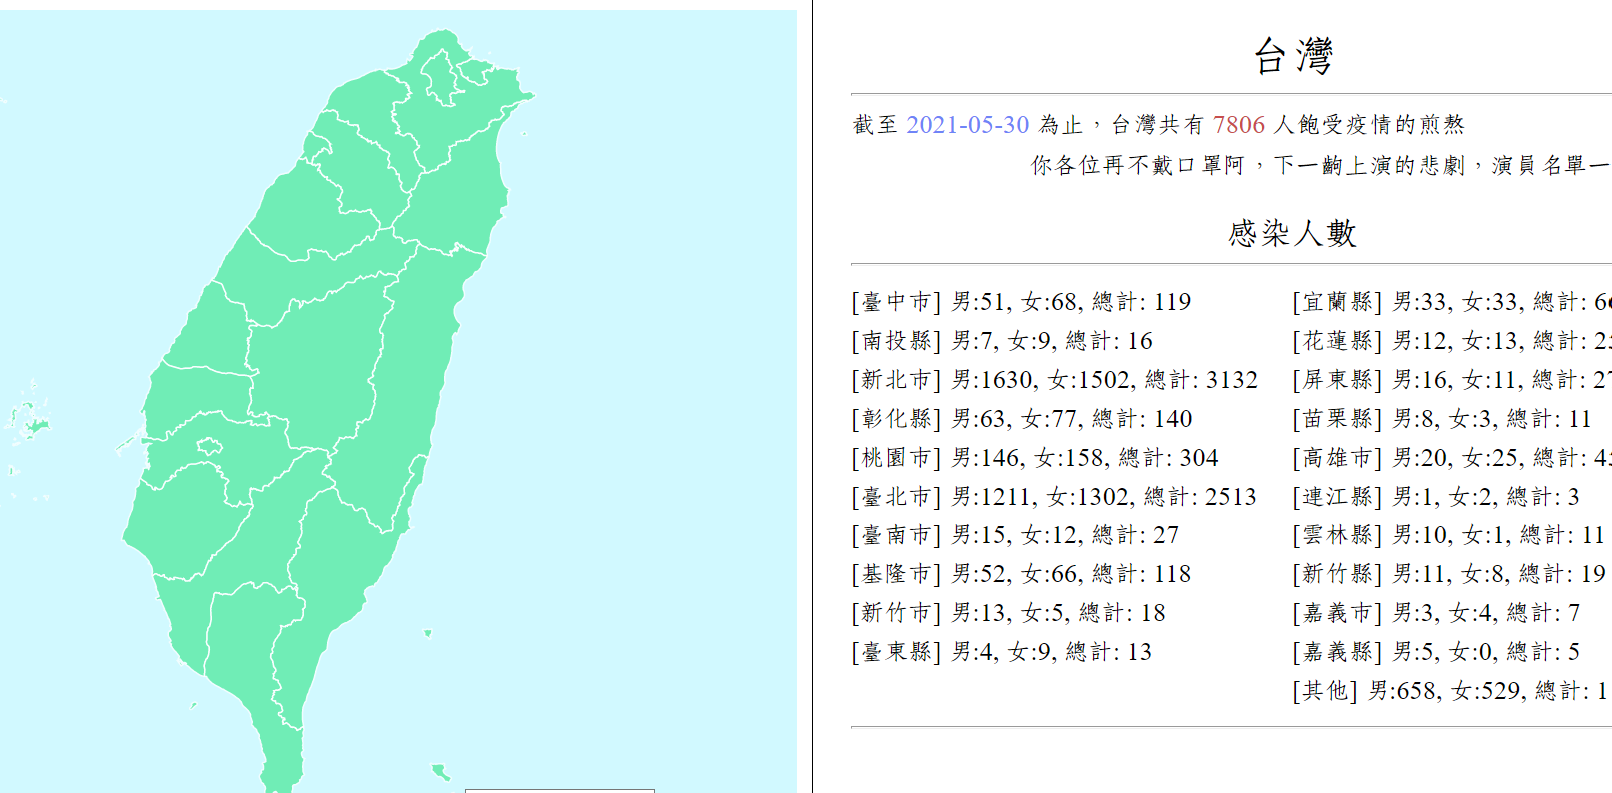 台灣
截至 2021-05-30 為止，台灣共有 7806 人飽受疫情的煎熬
你各位再不戴口罩阿，下一齣上演的悲劇，演員名單一
感染人數
[臺中市] 男:51, 女:68, 總計: 119
[南投縣] 男:7, 女:9, 總計: 16
[新北市] 男:1630, 女:1502, 總計: 3132
[彰化縣] 男:63, 女:77, 總計: 140
[桃園市] 男:146, 女:158, 總計: 304
[臺北市] 男:1211, 女:1302, 總計: 2513
[臺南市] 男:15, 女:12, 總計: 27
[基隆市] 男:52, 女:66, 總計: 118
[新竹市] 男:13, 女:5, 總計: 18
[臺東縣] 男:4, 女:9, 總計: 13
[宜蘭縣] 男:33, 女:33, 總計: 66
[花蓮縣] 男:12, 女:13, 總計: 25
[屏東縣] 男:16, 女:11, 總計: 27
[苗栗縣] 男:8, 女:3, 總計: 11
[高雄市] 男:20, 女:25, 總計: 45
[連江縣] 男:1, 女:2, 總計: 3
[雲林縣] 男:10, 女:1, 總計: 11
[新竹縣] 男:11, 女:8, 總計: 19
[嘉義市] 男:3, 女:4, 總計: 7
[嘉義縣] 男:5, 女:0, 總計: 5
[其他] 男:658, 女:529, 總計: 1